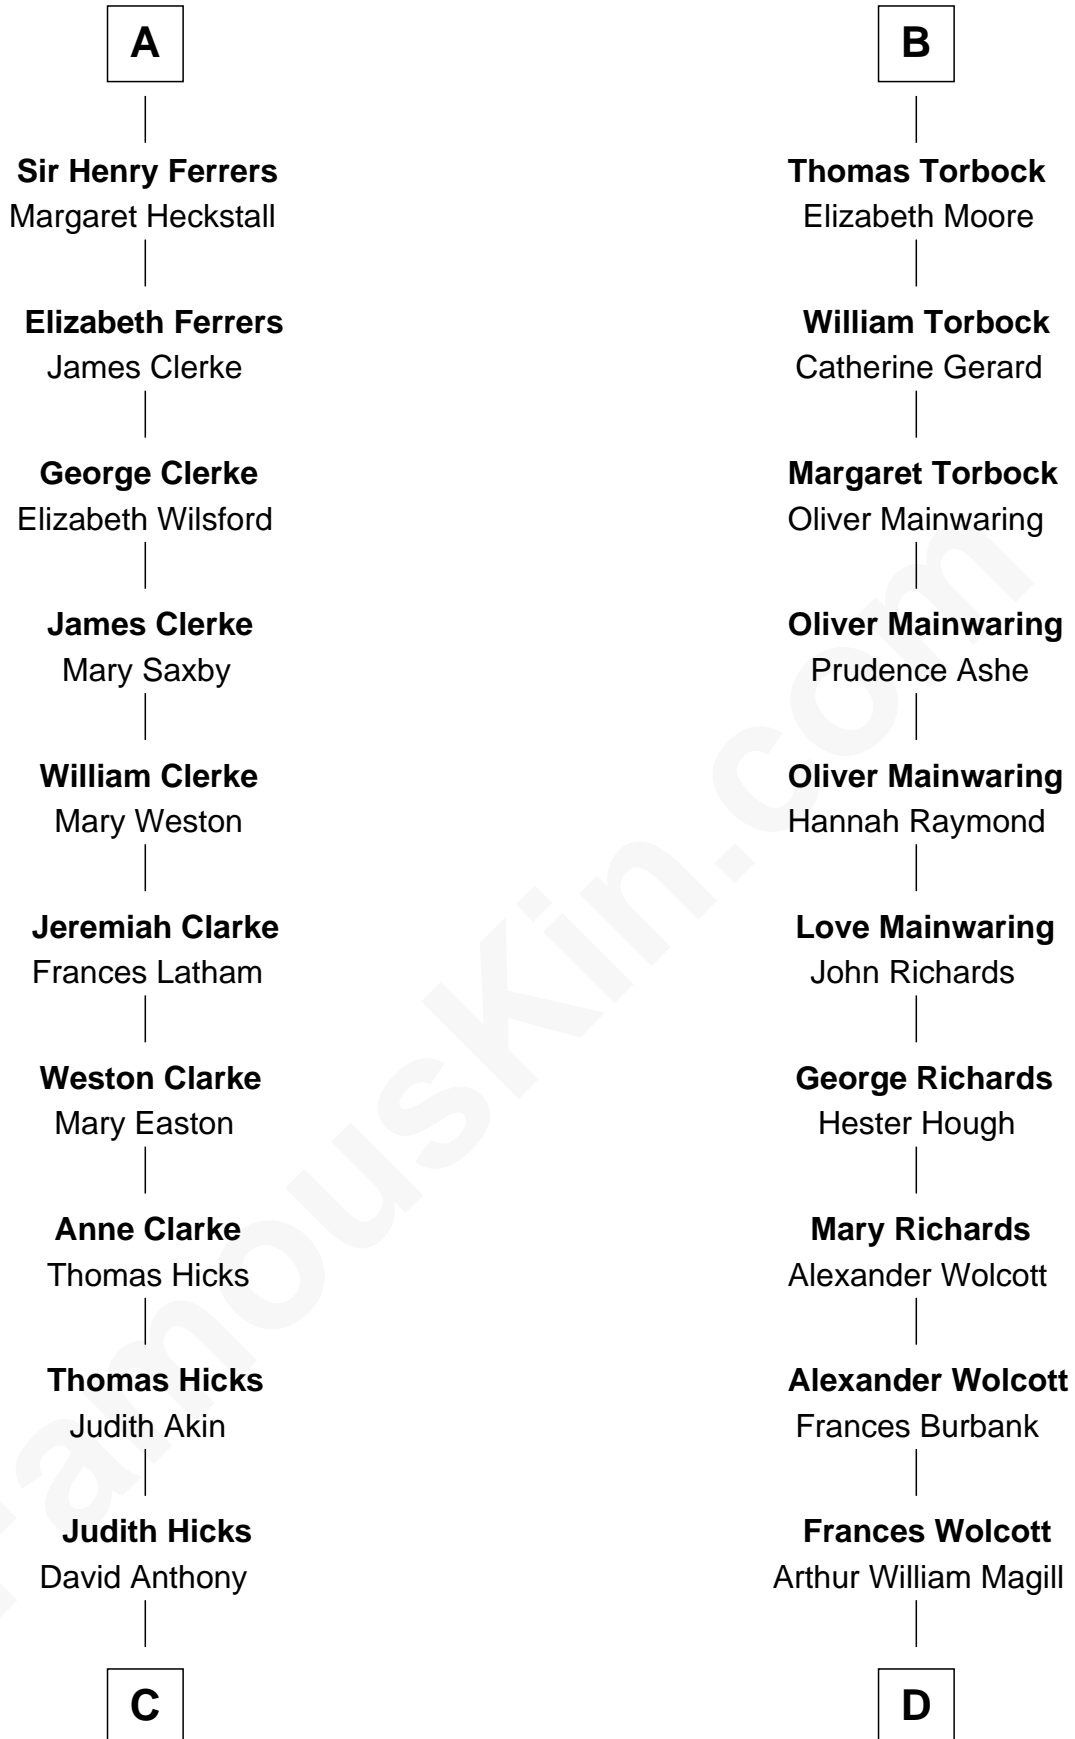 A
Sir Henry Ferrers
Margaret Heckstall
Elizabeth Ferrers
James Clerke
George Clerke
Elizabeth Wilsford
James Clerke
Mary Saxby
William Clerke
Mary Weston
Jeremiah Clarke
Frances Latham
Weston Clarke
Mary Easton
Anne Clarke
Thomas Hicks
Thomas Hicks
Judith Akin
Judith Hicks
David Anthony
C
B
Thomas Torbock
Elizabeth Moore
William Torbock
Catherine Gerard
Margaret Torbock
Oliver Mainwaring
Oliver Mainwaring
Prudence Ashe
Oliver Mainwaring
Hannah Raymond
Love Mainwaring
John Richards
George Richards
Hester Hough
Mary Richards
Alexander Wolcott
Alexander Wolcott
Frances Burbank
Frances Wolcott
Arthur William Magill
D
FamousKin.com